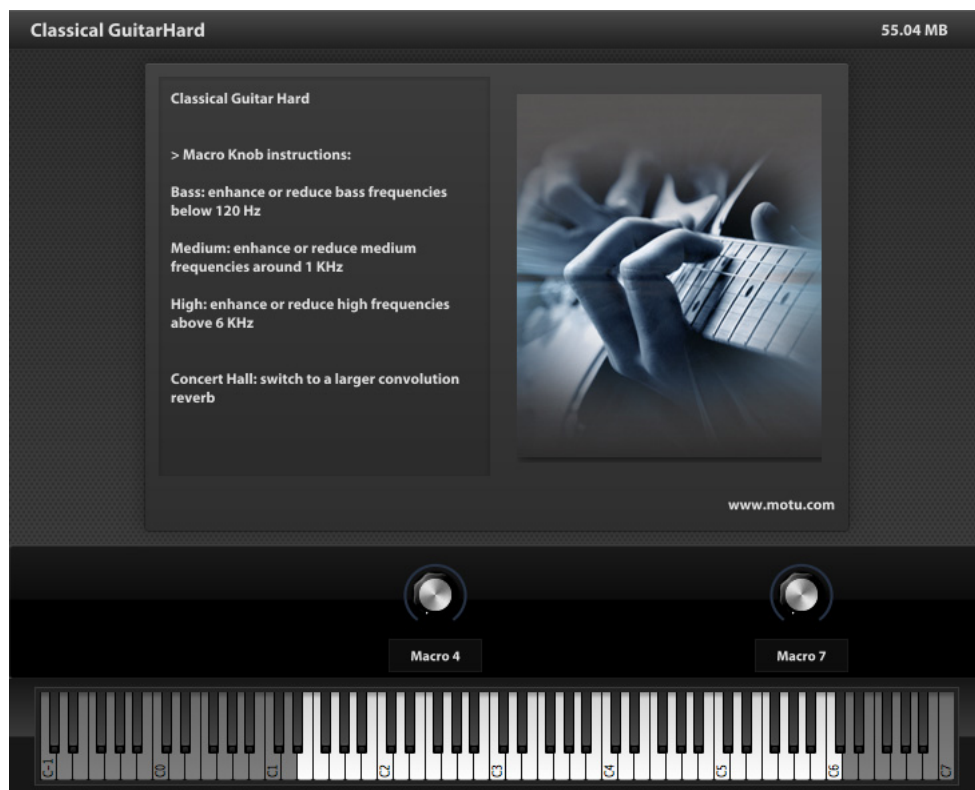 Classical GuitarHard
55.04 MB
Classical Guitar Hard
> Macro Knob instructions:
Bass: enhance or reduce bass frequencies
below 120 Hz
Medium: enhance or reduce medium
frequencies around 1 KHz
High: enhance or reduce high frequencies
above 6 KHz
Concert Hall: switch to a larger convolution
reverb
www.motu.com
Macro 4
Macro 7
C-1
C0
C1
C2
C3
C4
C5
C6
C7